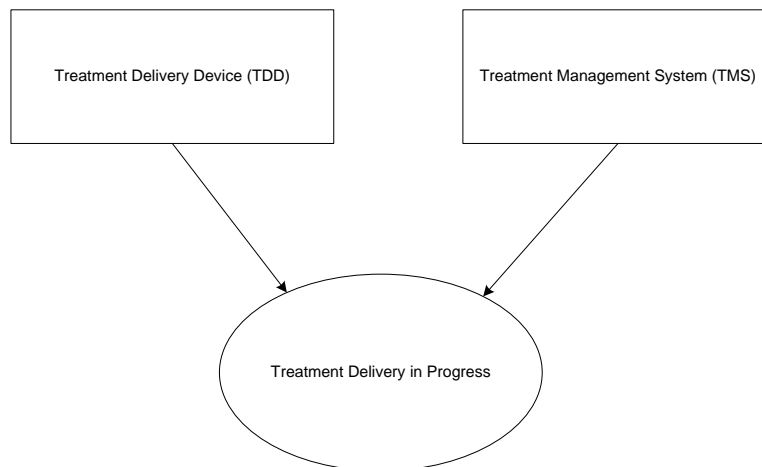 Treatment Delivery Device (TDD)
Treatment Management System (TMS)
Treatment Delivery in Progress